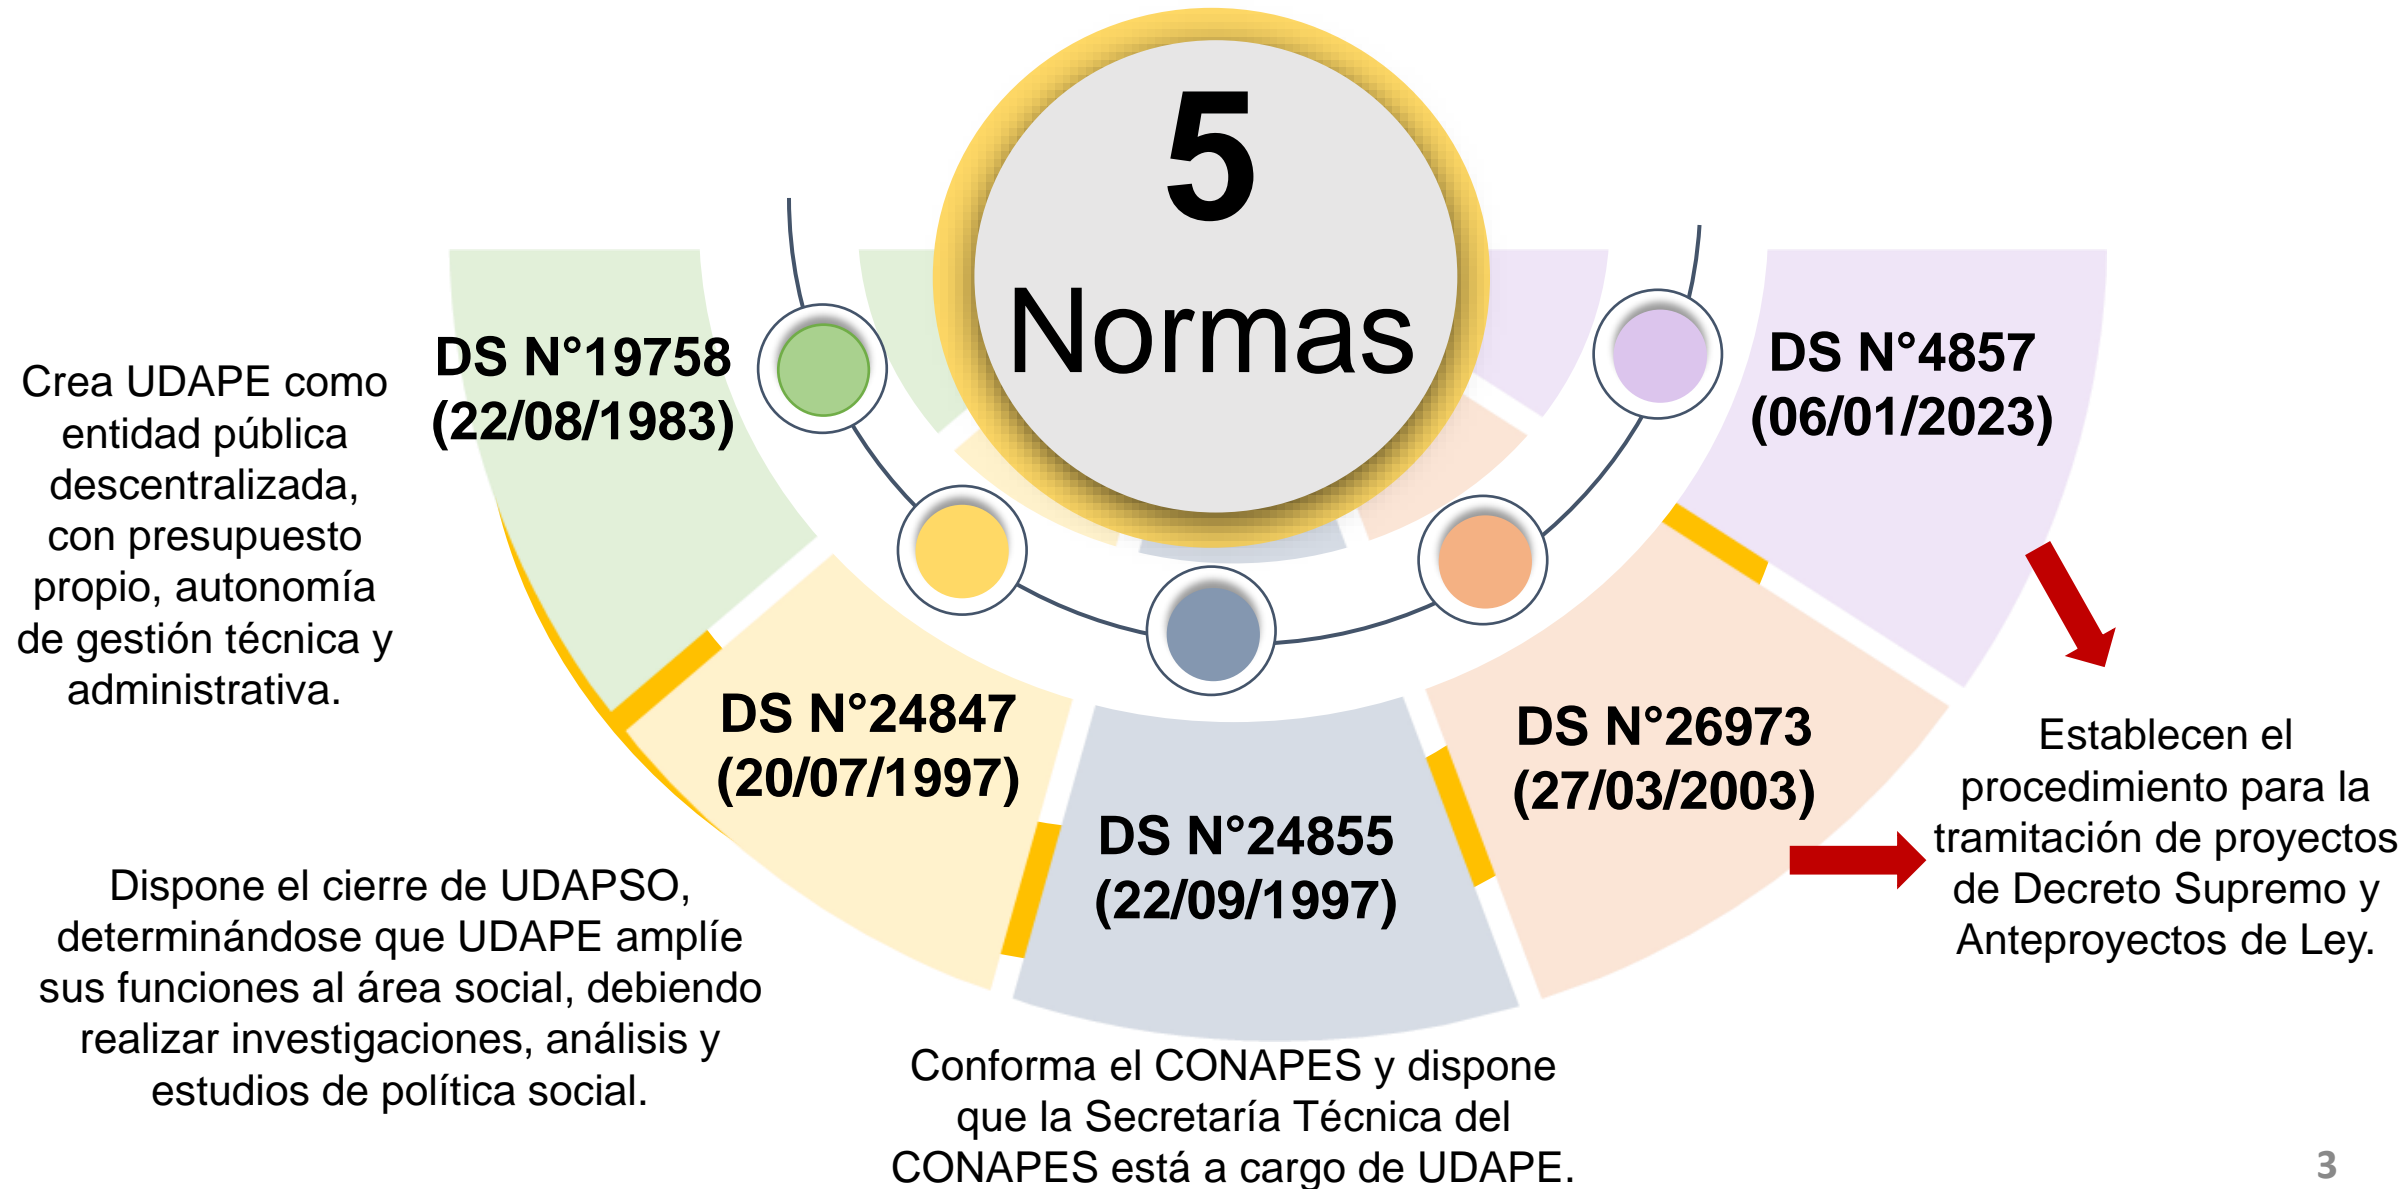 5
Normas
DS N°19758
(22/08/1983)
Crea UDAPE como
entidad pública
descentralizada,
con presupuesto
propio, autonomía
de gestión técnica y
administrativa.
DS N°24847
(20/07/1997)
Dispone el cierre de UDAPSO,
determinándose que UDAPE amplíe
sus funciones al área social, debiendo
realizar investigaciones, análisis y
estudios de política social.
DS N°24855
(22/09/1997)
Conforma el CONAPES y dispone
que la Secretaría Técnica del
CONAPES está a cargo de UDAPE.
DS N°26973
(27/03/2003)
DS N°4857
(06/01/2023)
Establecen el
procedimiento para la
tramitación de proyectos
de Decreto Supremo y
Anteproyectos de Ley.
3